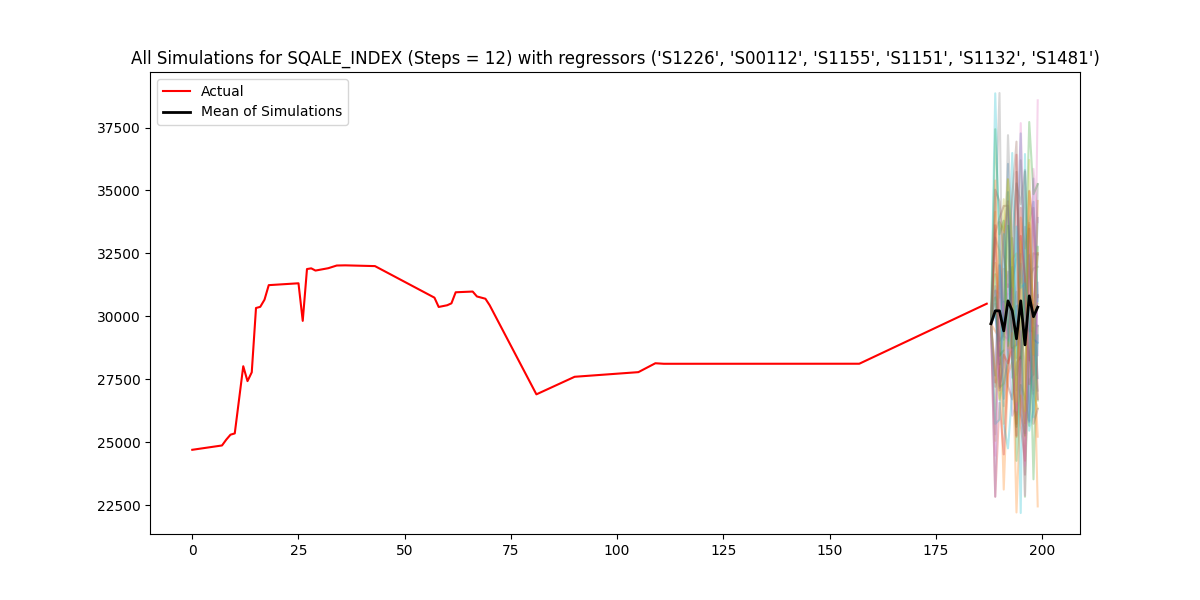 All Simulations for SQALE_INDEX (Steps = 12) with regressors ('S1226', 'S00112', 'S1155', 'S1151', 'S1132', 'S1481')
Actual
Mean of Simulations
37500
35000
32500
30000
27500
25000
22500
0 25 50 75 100 125 150 175 200